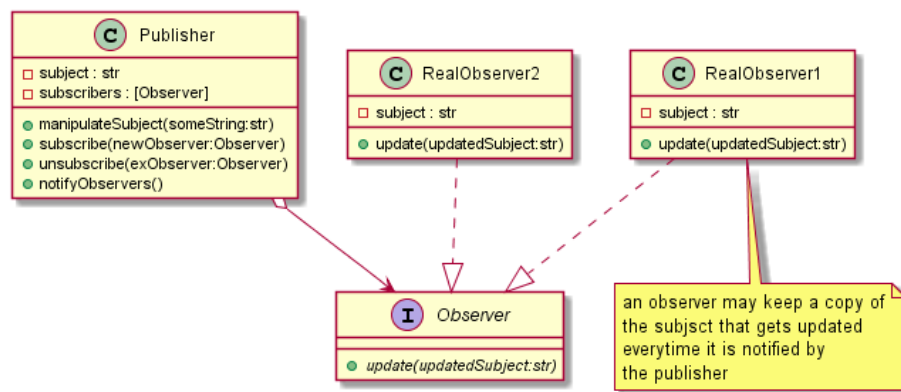 C Publisher
subject : str
subscribers : [Observer]
manipulateSubject(someString:str)
subscribe(newObserver:Observer)
unsubscribe(exObserver:Observer)
notifyObservers()
C RealObserver2
subject : str
update(updatedSubject:str)
C RealObserver1
subject : str
update(updatedSubject:str)
I Observer
update(updatedSubject:str)
an observer may keep a copy of
the subjsct that gets updated
everytime it is notified by
the publisher